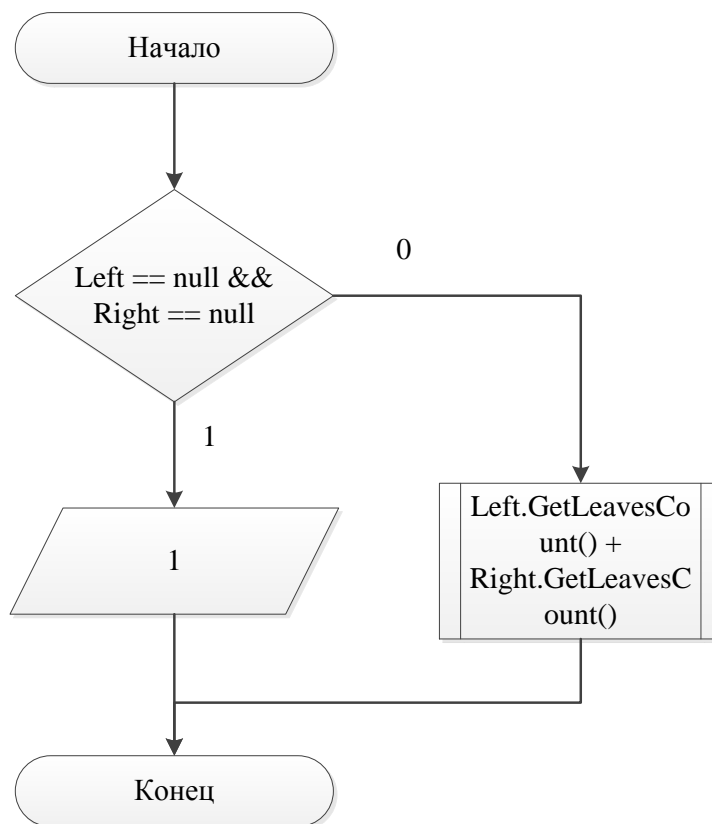 Начало
0
Left == null &&
Right == null
1
Left.GetLeavesCo
unt() +
Right.GetLeavesC
ount()
1
Конец